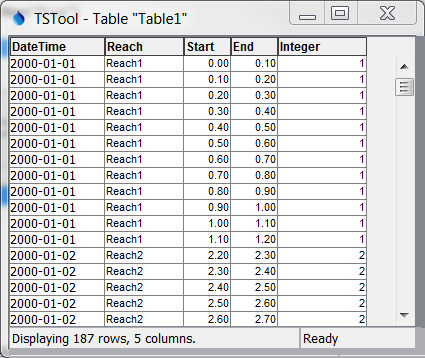 TSTool - Table "Table1"
DateTime Reach Start End Integer
2000-01-01 Reach1 0.00 0.10 1
2000-01-01 Reach1 0.10 0.20 1
2000-01-01 Reach1 0.20 0.30 1
2000-01-01 Reach1 0.30 0.40 1
2000-01-01 Reach1 0.40 0.50 1
2000-01-01 Reach1 0.50 0.60 1
2000-01-01 Reach1 0.60 0.70 1
2000-01-01 Reach1 0.70 0.80 1
2000-01-01 Reach1 0.80 0.90 1
2000-01-01 Reach1 0.90 1.00 1
2000-01-01 Reach1 1.00 1.10 1
2000-01-01 Reach1 1.10 1.20 1
2000-01-02 Reach2 2.20 2.30 2
2000-01-02 Reach2 2.30 2.40 2
2000-01-02 Reach2 2.40 2.50 2
2000-01-02 Reach2 2.50 2.60 2
2000-01-02 Reach2 2.60 2.70 2
Displaying 187 rows, 5 columns. Ready